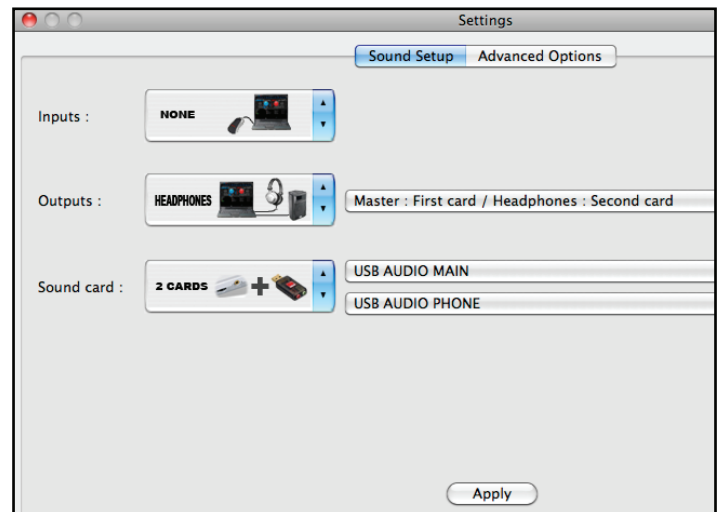 Settings
Sound Setup Advanced Options
Inputs : NONE
Outputs : HEADPHONES Master : First card / Headphones : Second card
Sound card : 2 CARDS + USB AUDIO MAIN
USB AUDIO PHONE
Apply